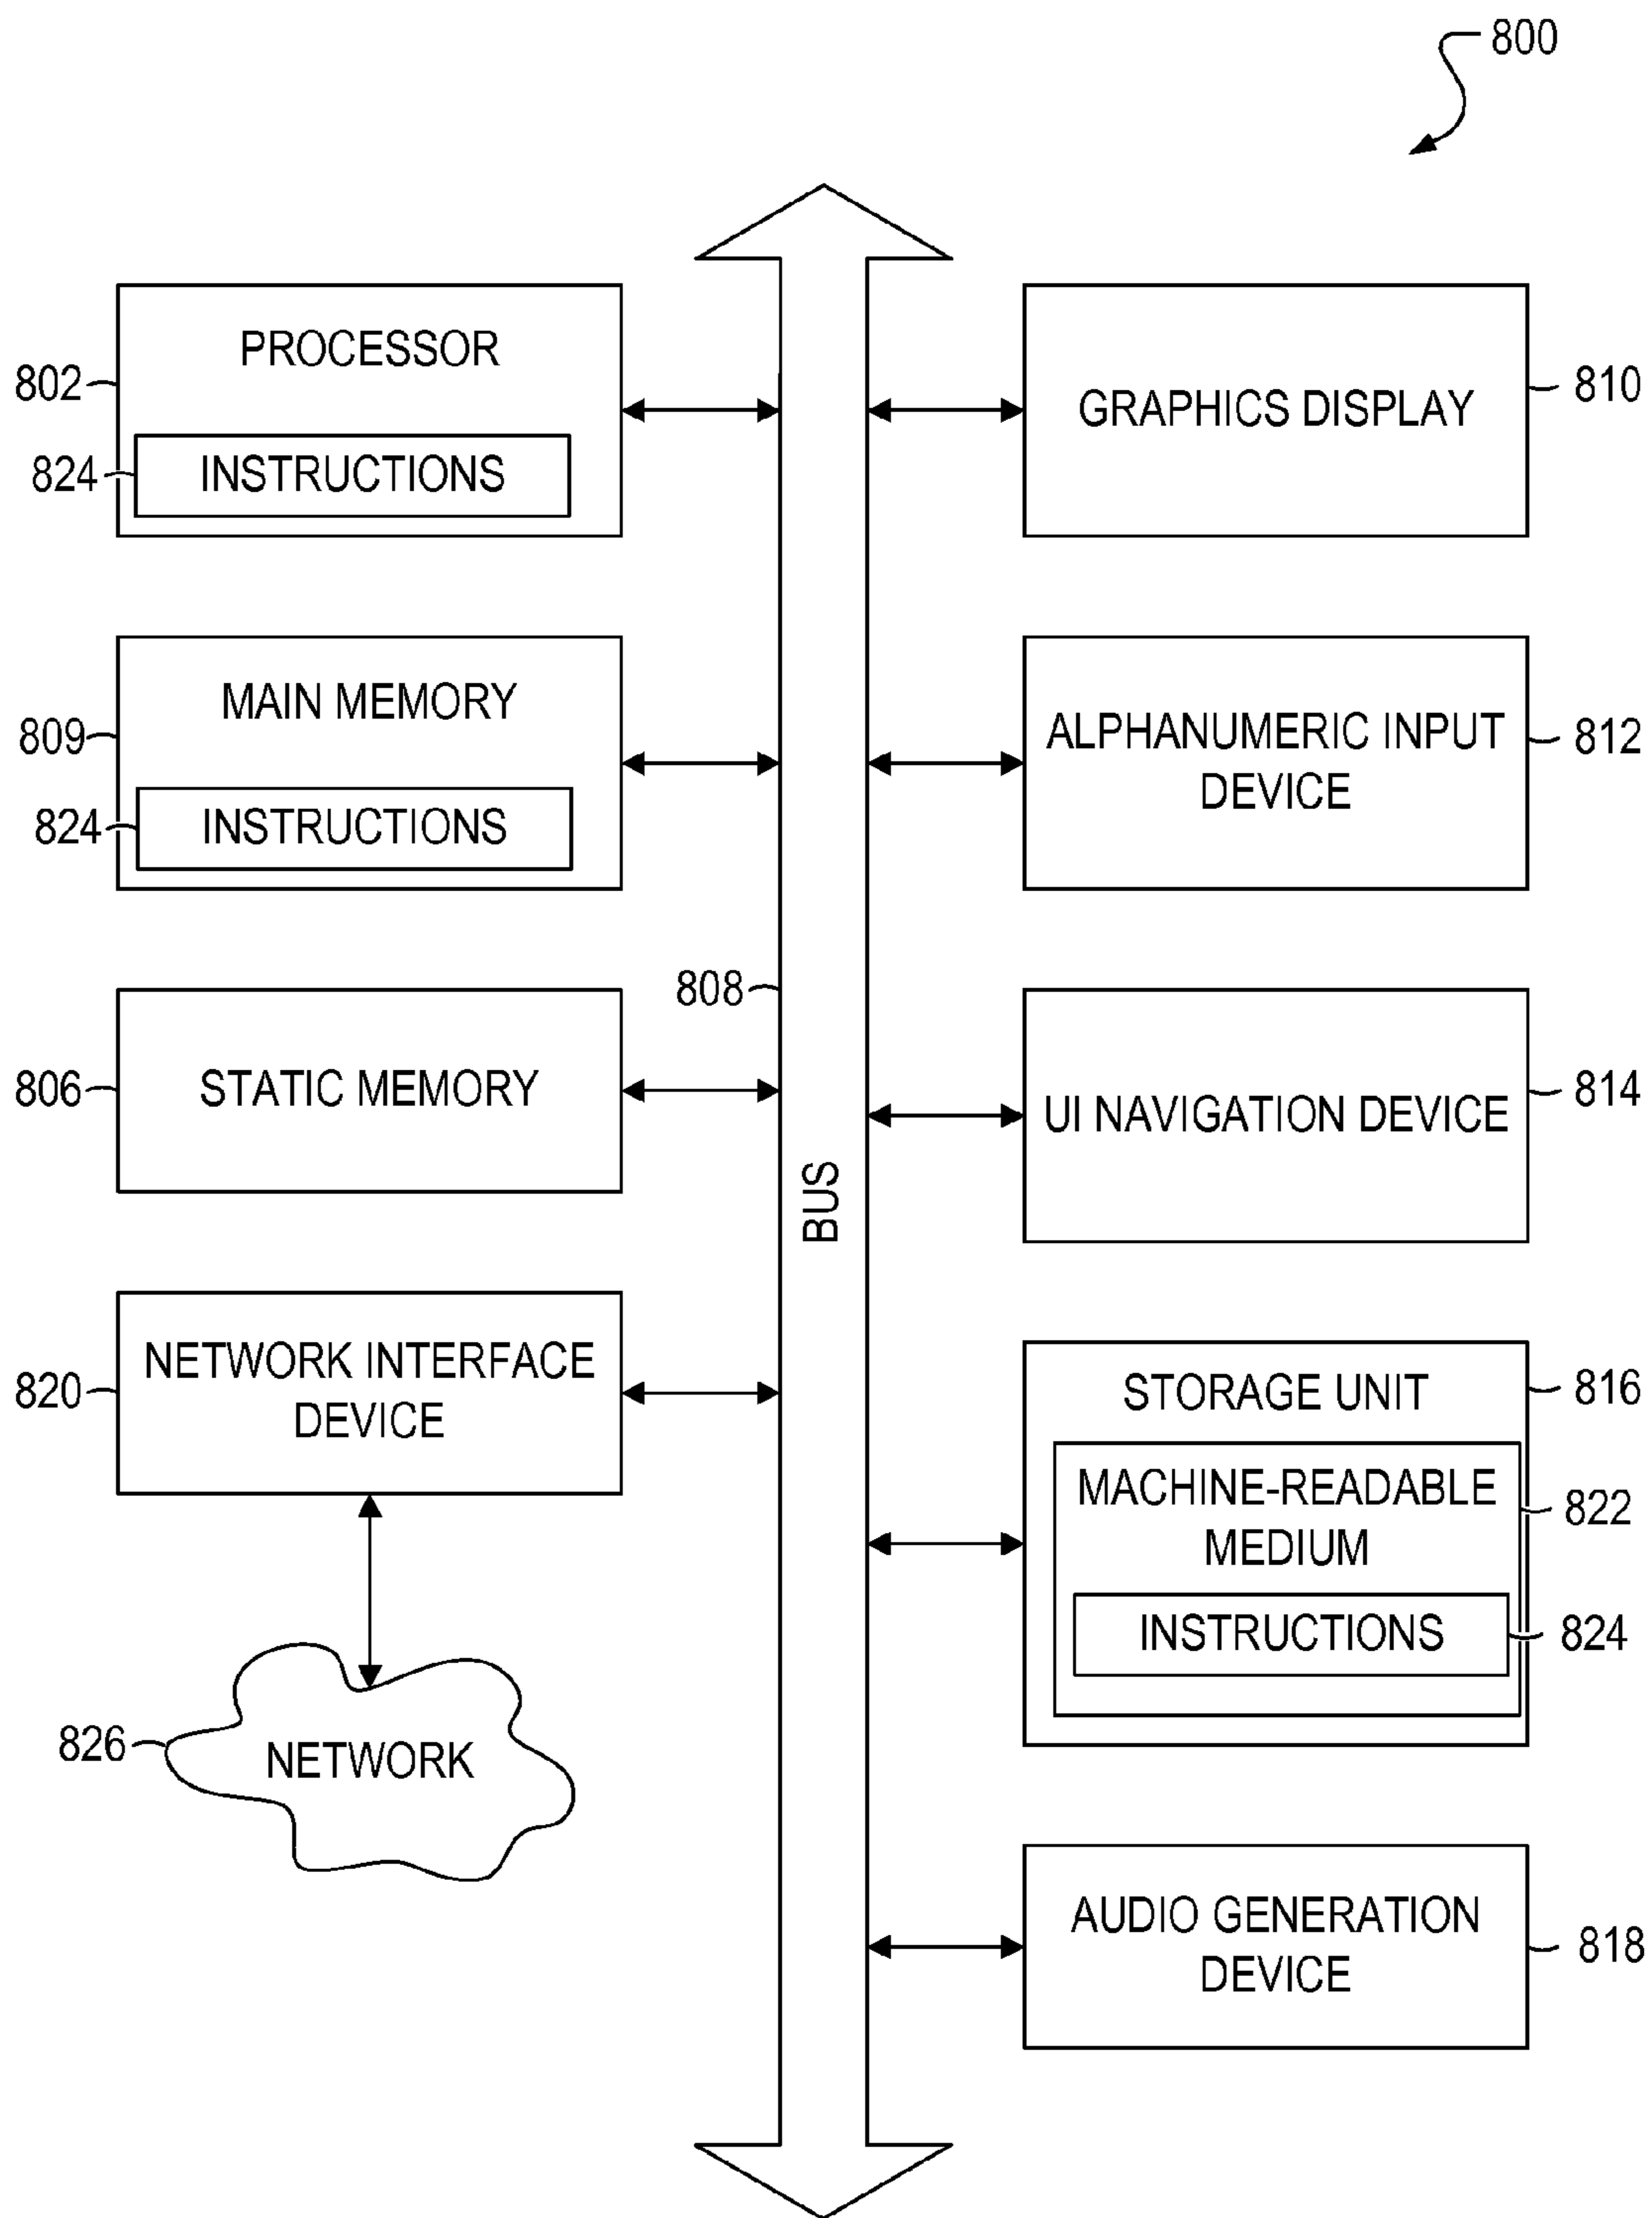 800
PROCESSOR
802
824
INSTRUCTIONS
MAIN MEMORY
809
824
INSTRUCTIONS
806
STATIC MEMORY
820
NETWORK INTERFACE
DEVICE
826
NETWORK
808
BUS
GRAPHICS DISPLAY
810
ALPHANUMERIC INPUT
DEVICE
812
UI NAVIGATION DEVICE
814
STORAGE UNIT
816
MACHINE-READABLE
MEDIUM
822
INSTRUCTIONS
824
AUDIO GENERATION
DEVICE
818